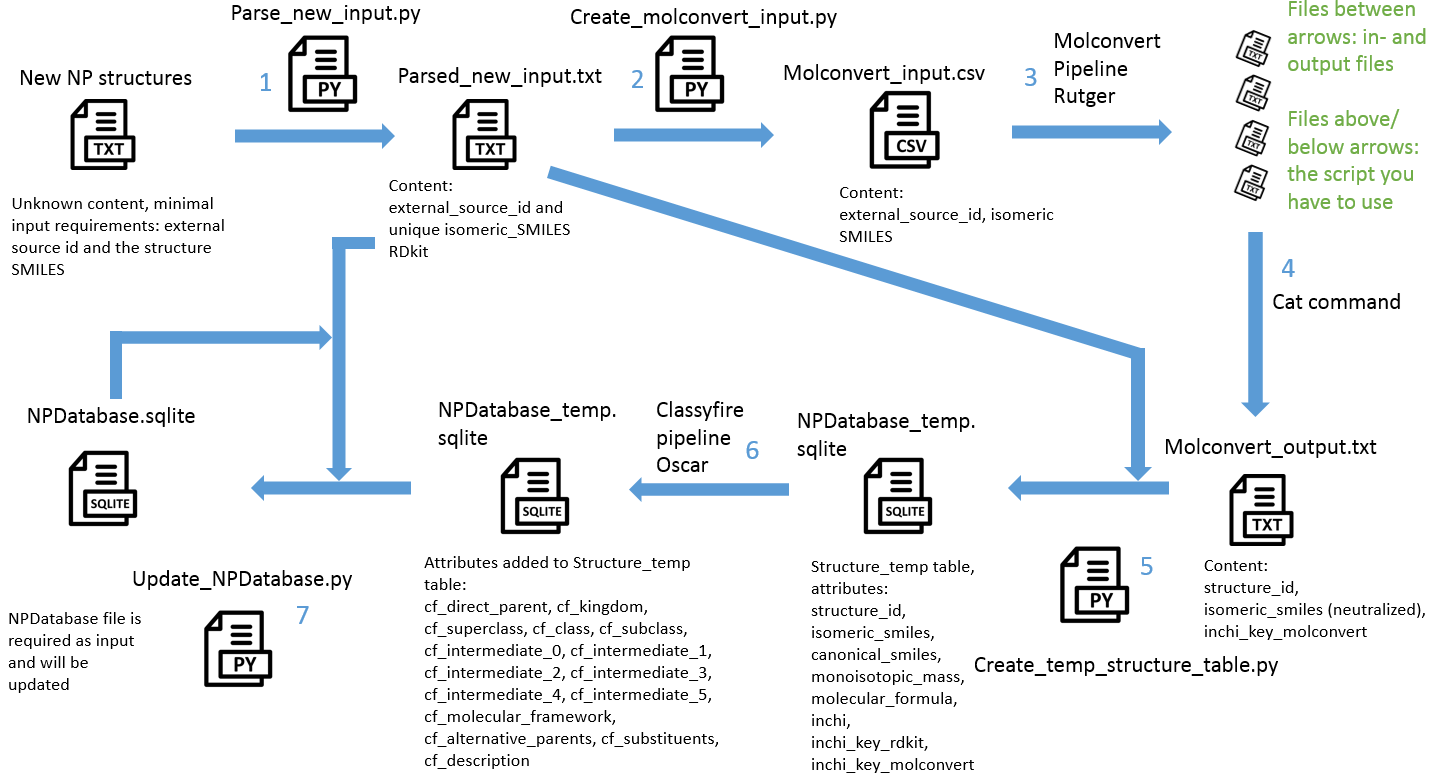 Parse_new_input.py
Create_molconvert_input.py
Files between
arrows: in- and
output files
New NP structures
1
PY
Parsed_new_input.txt
2
PY
Molconvert_input.csv
3
Molconvert
Pipeline
Rutger
TXT
TXT
CSV
TXT
TXT
TXT
TXT
Files above/
below arrows:
the script you
have to use
Unknown content, minimal
input requirements: external
source id and the structure
SMILES
Content:
external_source_id and
unique isomeric_SMILES
RDkit
Content:
external_source_id, isomeric
SMILES
4
Cat command
NPDatabase.sqlite
SQLITE
NPDatabase_temp.
sqlite
SQLITE
Classyfire
pipeline
Oscar
6
NPDatabase_temp.
sqlite
SQLITE
Molconvert_output.txt
TXT
Update_NPDatabase.py
7
PY
NPDatabase file is
required as input
and will be
updated
Attributes added to Structure_temp
table:
cf_direct_parent, cf_kingdom,
cf_superclass, cf_class, cf_subclass,
cf_intermediate_0, cf_intermediate_1,
cf_intermediate_2, cf_intermediate_3,
cf_intermediate_4, cf_intermediate_5,
cf_molecular_framework,
cf_alternative_parents, cf_substituents,
cf_description
Structure_temp table,
attributes:
structure_id,
isomeric_smiles,
canonical_smiles,
monoisotopic_mass,
molecular_formula,
inchi,
inchi_key_rdkit,
inchi_key_molconvert
5
PY
Create_temp_structure_table.py
Content:
structure_id,
isomeric_smiles (neutralized),
inchi_key_molconvert